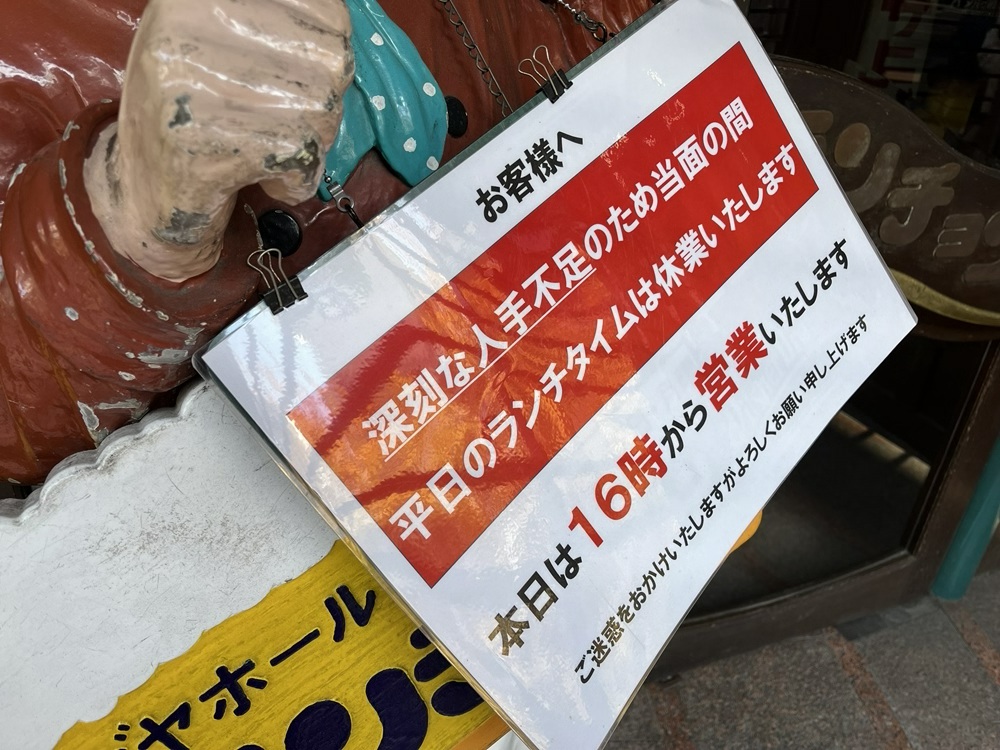 お客様へ
深刻な人手不足のため当面の間
平日のランチタイムは休業いたします
本日は16時から営業いたします
ご迷惑をおかけいたしますがよろしくお願い申し上げます
ヤホール